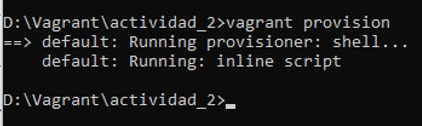 D:\Vagrant\actividad_2>vagrant provision
==> default: Running provisioner: shell...
    default: Running: inline script
D:\Vagrant\actividad_2>